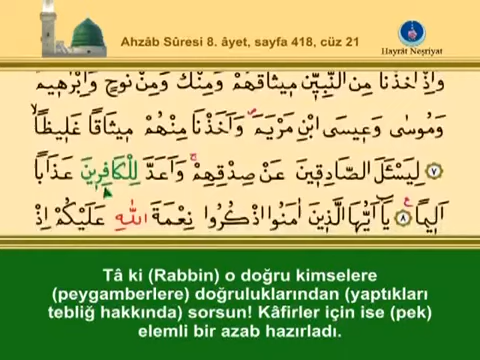 Ahzâb Sûresi 8. âyet, sayfa 418, cüz 21
Hayrât Neşriyat
وَاِذْ اَخَذْنَا مِنَ النَّبِيّ۪نَ م۪يثَاقَهُمْ وَمِنْكَ وَمِنْ نُوحٍ وَاِبْرٰه۪يمَ
وَمُوسٰى وَع۪يسَى ابْنِ مَرْيَمَۖ وَاَخَذْنَا مِنْهُمْ م۪يثَاقًا غَل۪يظًاۙ
﴿٧﴾ لِيَسْـَٔلَ الصَّادِق۪ينَ عَنْ صِدْقِهِمْۚ وَاَعَدَّ لِلْكَافِر۪ينَ عَذَابًا
اَل۪يمًاࣖ ﴿٨﴾ يَٓا اَيُّهَا الَّذ۪ينَ اٰمَنُوا اذْكُرُوا نِعْمَةَ اللّٰهِ عَلَيْكُمْ اِذْ
Tâ ki (Rabbin) o doğru kimselere
(peygamberlere) doğruluklarından (yaptıkları
tebliğ hakkında) sorsun! Kâfirler için ise (pek)
elemli bir azab hazırladı.